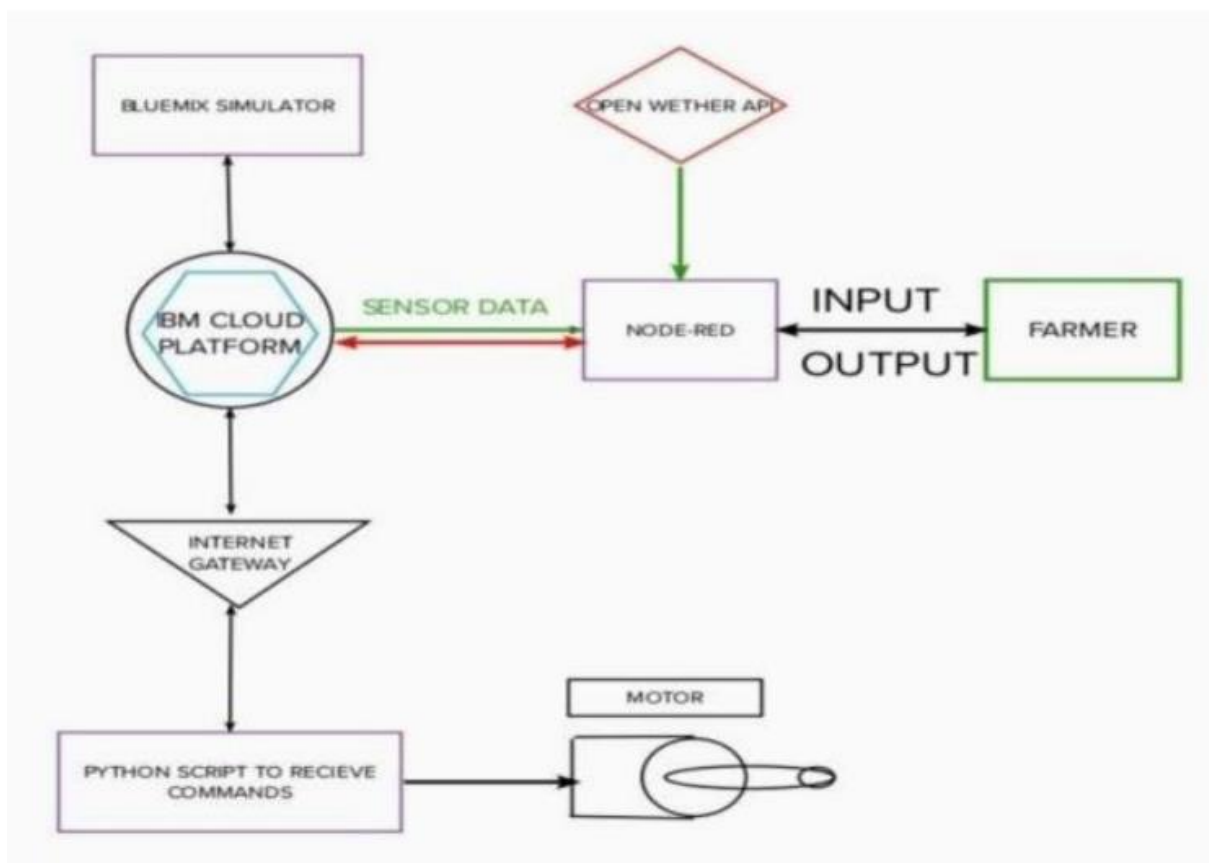 BLUEMIX SIMULATOR
OPEN WETHER API
IBM CLOUD
PLATFORM
SENSOR DATA
NODE-RED
INPUT
OUTPUT
FARMER
INTERNET
GATEWAY
MOTOR
PYTHON SCRIPT TO RECIEVE
COMMANDS